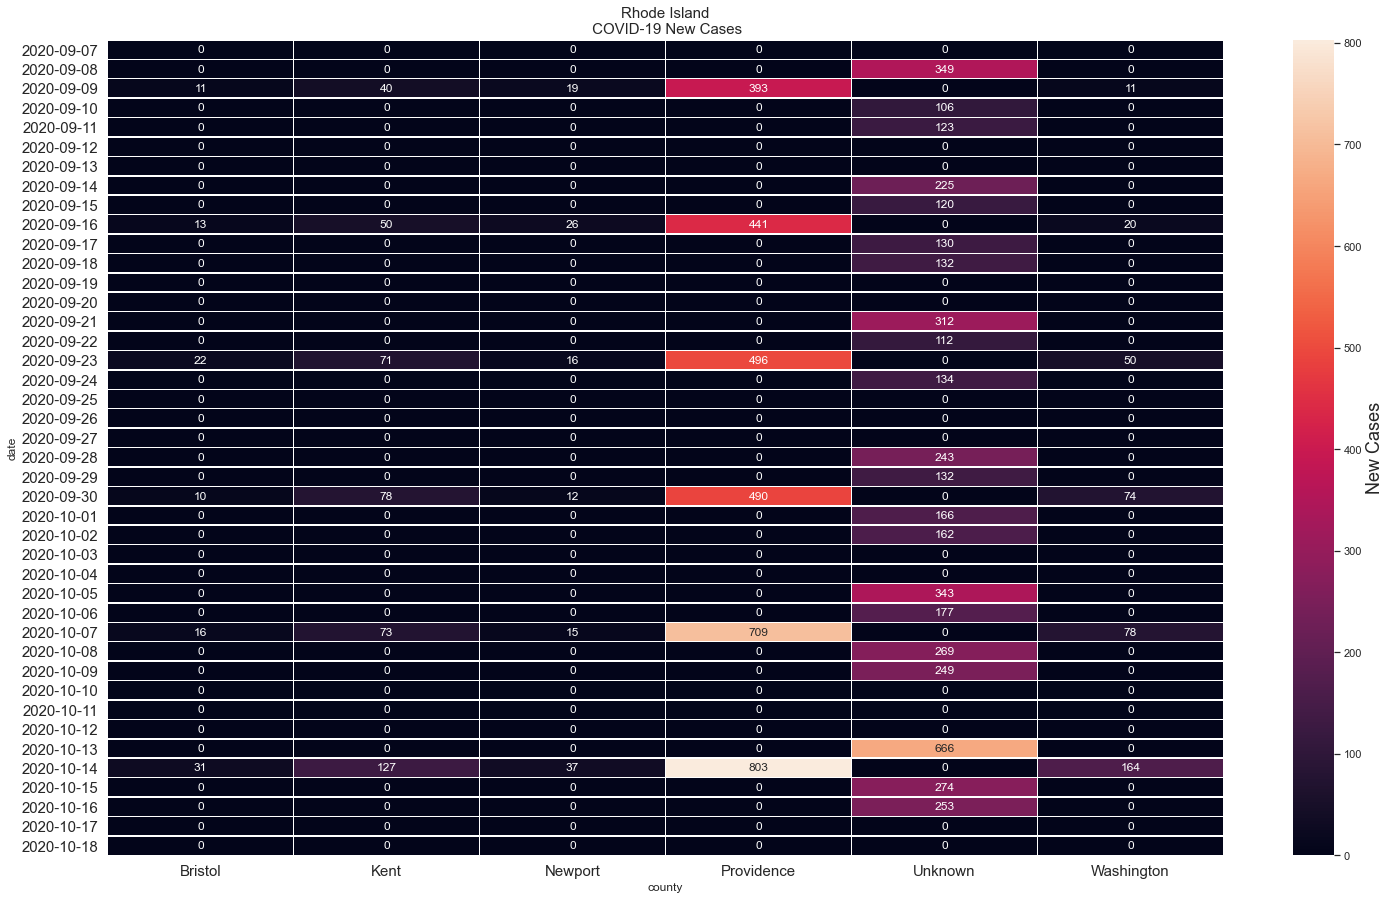 Rhode Island
COVID-19 New Cases
2020-09-07 0 0 0 0 0 0
2020-09-08 0 0 0 0 349 0
2020-09-09 11 40 19 393 0 11
2020-09-10 0 0 0 0 106 0
2020-09-11 0 0 0 0 123 0
2020-09-12 0 0 0 0 0 0
2020-09-13 0 0 0 0 0 0
2020-09-14 0 0 0 0 225 0
2020-09-15 0 0 0 0 120 0
2020-09-16 13 50 26 441 0 20
2020-09-17 0 0 0 0 130 0
2020-09-18 0 0 0 0 132 0
2020-09-19 0 0 0 0 0 0
2020-09-20 0 0 0 0 0 0
2020-09-21 0 0 0 0 312 0
2020-09-22 0 0 0 0 112 0
2020-09-23 22 71 16 496 0 50
2020-09-24 0 0 0 0 134 0
2020-09-25 0 0 0 0 0 0
2020-09-26 0 0 0 0 0 0
2020-09-27 0 0 0 0 0 0
2020-09-28 0 0 0 0 243 0
2020-09-29 0 0 0 0 132 0
2020-09-30 10 78 12 490 0 74
2020-10-01 0 0 0 0 166 0
2020-10-02 0 0 0 0 162 0
2020-10-03 0 0 0 0 0 0
2020-10-04 0 0 0 0 0 0
2020-10-05 0 0 0 0 343 0
2020-10-06 0 0 0 0 177 0
2020-10-07 16 73 15 709 0 78
2020-10-08 0 0 0 0 269 0
2020-10-09 0 0 0 0 249 0
2020-10-10 0 0 0 0 0 0
2020-10-11 0 0 0 0 0 0
2020-10-12 0 0 0 0 0 0
2020-10-13 0 0 0 0 666 0
2020-10-14 31 127 37 803 0 164
2020-10-15 0 0 0 0 274 0
2020-10-16 0 0 0 0 253 0
2020-10-17 0 0 0 0 0 0
2020-10-18 0 0 0 0 0 0
Bristol Kent Newport Providence Unknown Washington
county
date
800
700
600
500
400
300
200
100
0
New Cases